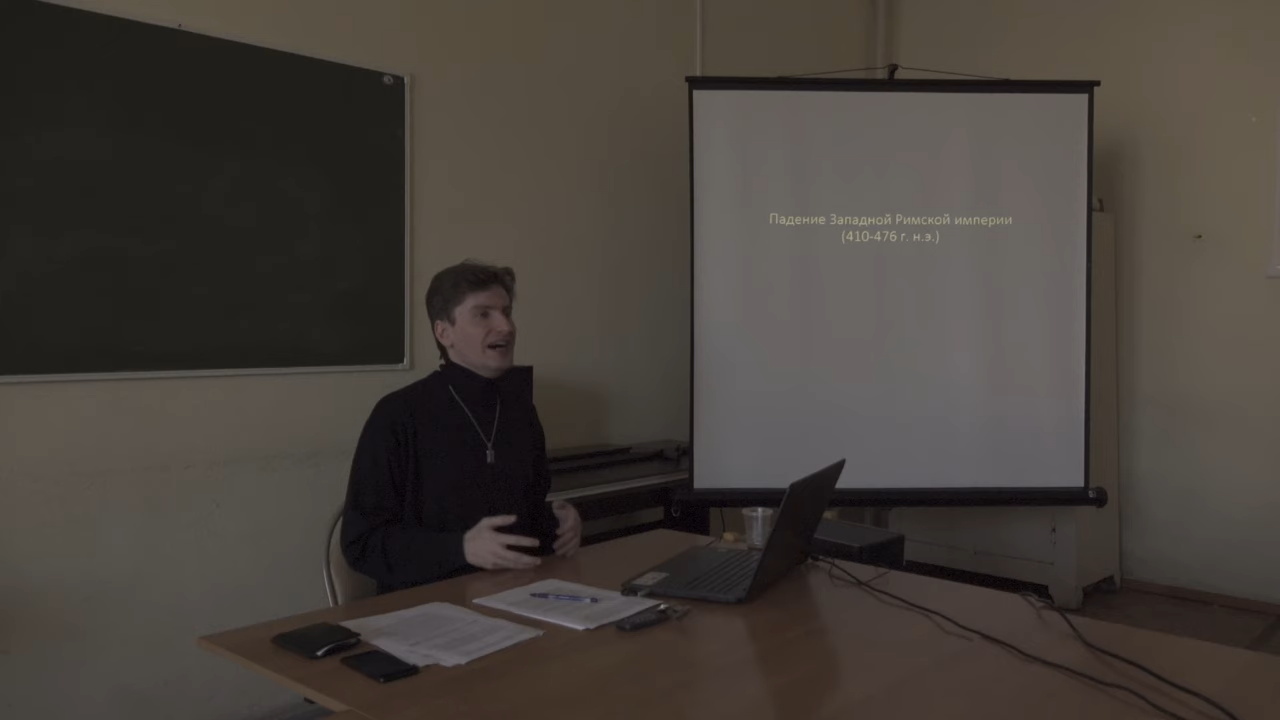 Падение Западной Римской империи
(410-476 г. н.э.)